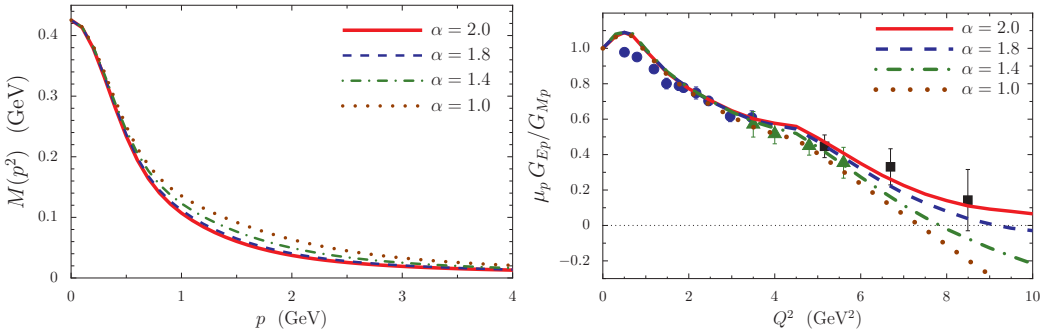 0.4
0.3
0.2
0.1
0
M(p²) (GeV)
α = 2.0
α = 1.8
α = 1.4
α = 1.0
0 1 2 3 4
p (GeV)
1.0
0.8
0.6
0.4
0.2
0
−0.2
μₚ G_Ep/G_Mp
α = 2.0
α = 1.8
α = 1.4
α = 1.0
0 2 4 6 8 10
Q² (GeV²)